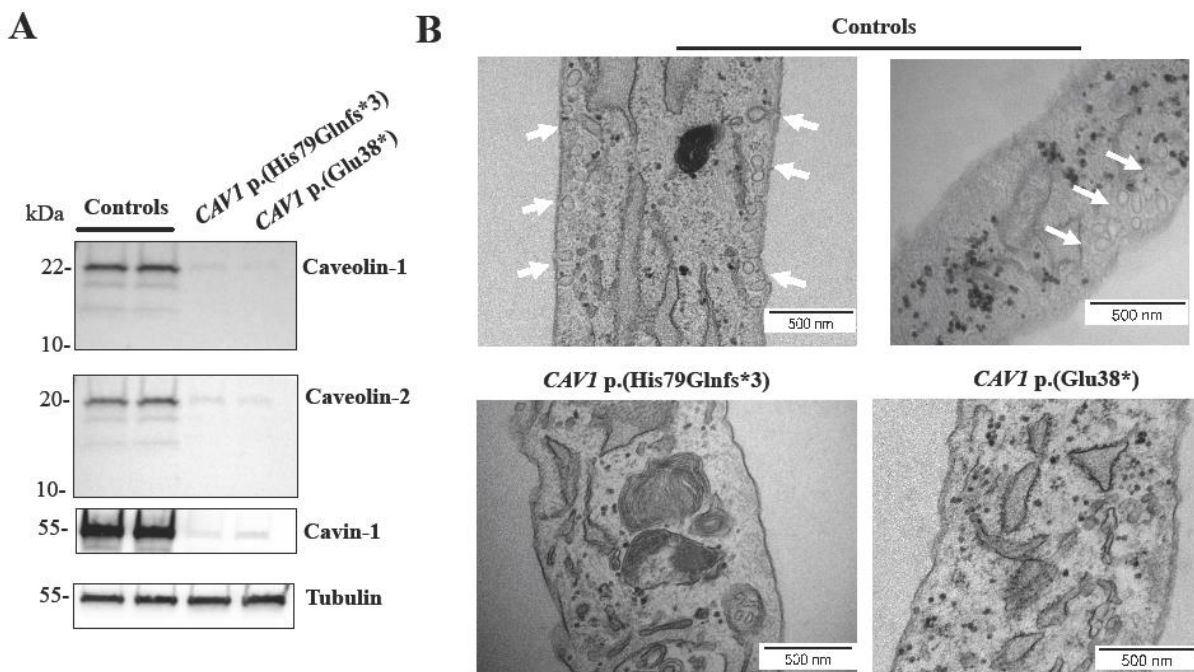 A
CAV1 p.(His79Glnfs*3)
CAV1 p.(Glu38*)
kDa
Controls
22-
Caveolin-1
10-
20-
Caveolin-2
10-
55-
Cavin-1
55-
Tubulin
B
Controls
500 nm
500 nm
CAV1 p.(His79Glnfs*3)
CAV1 p.(Glu38*)
500 nm
500 nm